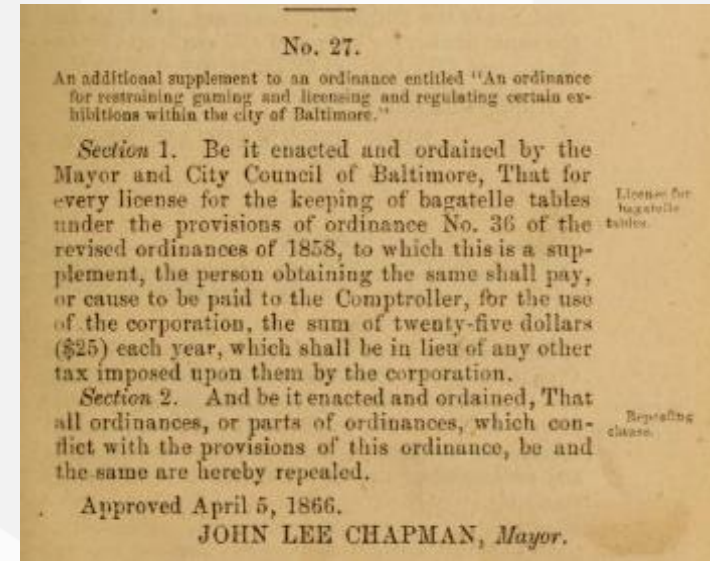 No. 27.
An additional supplement to an ordinance entitled "An ordinance
for restraining gaming and licensing and regulating certain ex-
hibitions within the city of Baltimore."
Section 1. Be it enacted and ordained by the
Mayor and City Council of Baltimore, That for
every license for the keeping of bagatelle tables
under the provisions of ordinance No. 36 of the
revised ordinances of 1858, to which this is a sup-
plement, the person obtaining the same shall pay,
or cause to be paid to the Comptroller, for the use
of the corporation, the sum of twenty-five dollars
($25) each year, which shall be in lieu of any other
tax imposed upon them by the corporation.
License for
bagatelle
tables.
Section 2. And be it enacted and ordained, That
all ordinances, or parts of ordinances, which con-
flict with the provisions of this ordinance, be and
the same are hereby repealed.
Repealing
clause.
Approved April 5, 1866.
JOHN LEE CHAPMAN, Mayor.